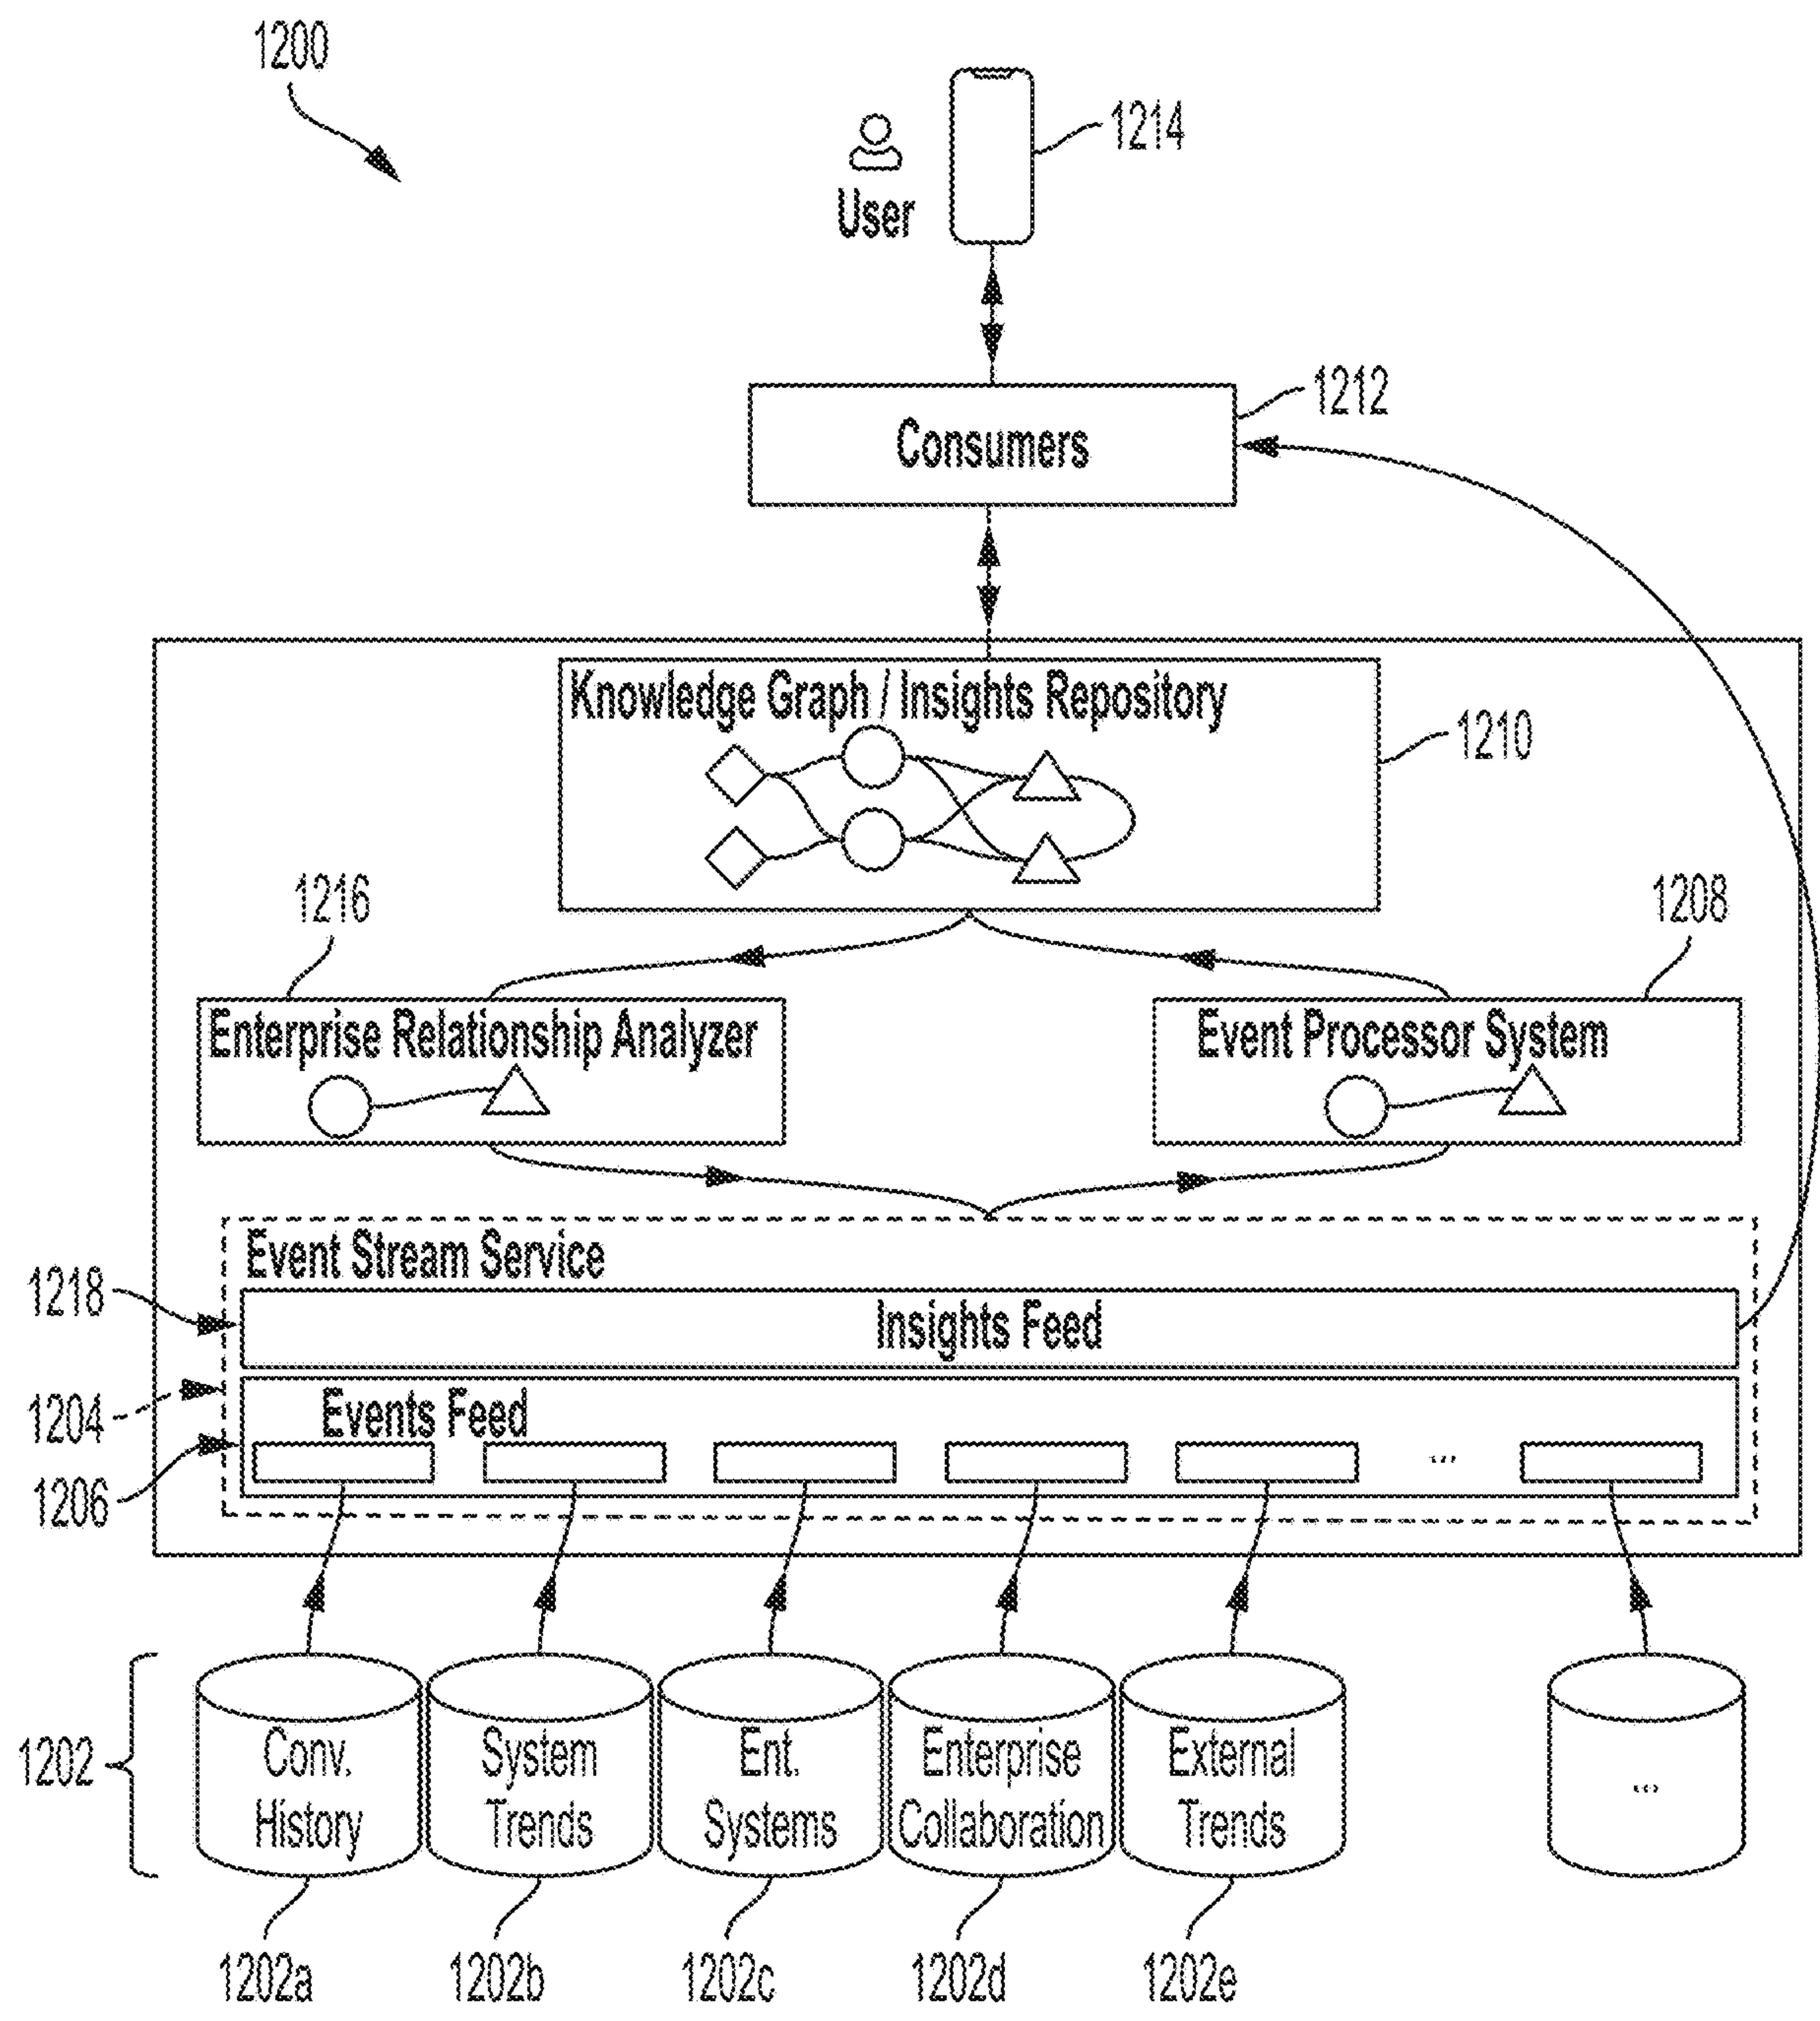 1200
1214
User
1212
Consumers
Knowledge Graph / Insights Repository
1210
1216
1208
Enterprise Relationship Analyzer
Event Processor System
Event Stream Service
1218
Insights Feed
1204
Events Feed
1206
...
1202
Conv.
History
System
Trends
Ent.
Systems
Enterprise
Collaboration
External
Trends
...
1202a
1202b
1202c
1202d
1202e